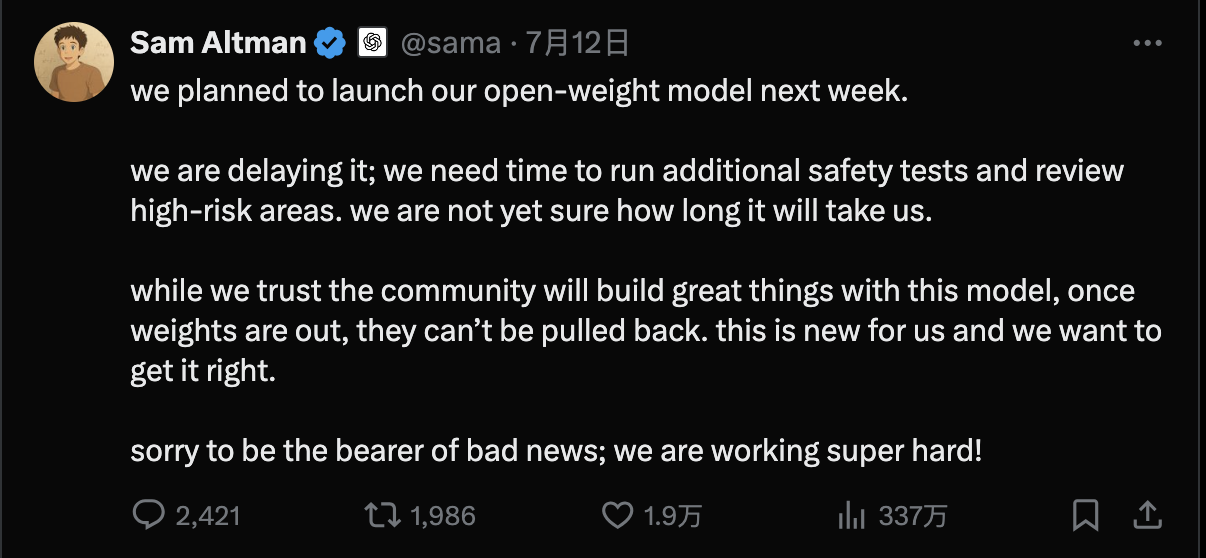 Sam Altman @sama · 7月12日
we planned to launch our open-weight model next week.
we are delaying it; we need time to run additional safety tests and review
high-risk areas. we are not yet sure how long it will take us.
while we trust the community will build great things with this model, once
weights are out, they can’t be pulled back. this is new for us and we want to
get it right.
sorry to be the bearer of bad news; we are working super hard!
2,421 1,986 1.9万 337万